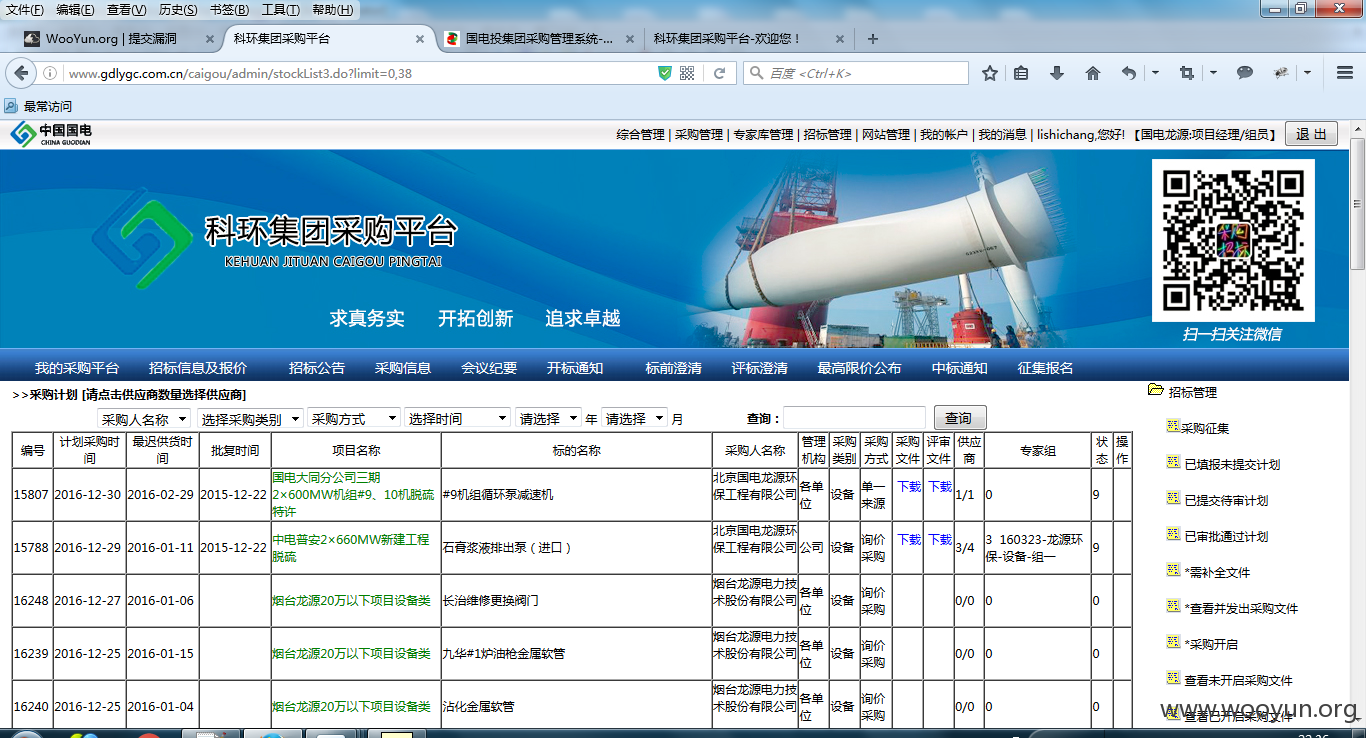 文件(F) 编辑(E) 查看(V) 历史(S) 书签(B) 工具(T) 帮助(H)
WooYun.org | 提交漏洞 科环集团采购平台 国电投集团采购管理系统-... 科环集团采购平台-欢迎您！
www.gdlygc.com.cn/caigou/admin/stockList3.do?limit=0,38 百度 <Ctrl+K>
最常访问
中国国电
CHINA GUODIAN
综合管理 | 采购管理 | 专家库管理 | 招标管理 | 网站管理 | 我的帐户 | 我的消息 | lishichang,您好! 【国电龙源:项目经理/组员】 退 出
科环集团采购平台
KEHUAN JITUAN CAIGOU PINGTAI
求真务实 开拓创新 追求卓越
采购招标
扫一扫关注微信
我的采购平台 招标信息及报价 招标公告 采购信息 会议纪要 开标通知 标前澄清 评标澄清 最高限价公布 中标通知 征集报名
>>采购计划 [请点击供应商数量选择供应商]
采购人名称 选择采购类别 采购方式 选择时间 请选择 年 请选择 月 查询： 查询
编号 计划采购时间 最迟供货时间 批复时间 项目名称 标的名称 采购人名称 管理机构 采购类别 采购方式 采购文件 评审文件 供应商 专家组 状态 操作
15807 2016-12-30 2016-02-29 2015-12-22 国电大同分公司三期2×600MW机组#9、10机脱硫特许 #9机组循环泵减速机 北京国电龙源环保工程有限公司 各单位 设备 单一来源 下载 下载 1/1 0 9
15788 2016-12-29 2016-01-11 2015-12-22 中电普安2×660MW新建工程脱硫 石膏浆液排出泵（进口） 北京国电龙源环保工程有限公司 公司 设备 询价采购 下载 下载 3/4 3 160323-龙源环保-设备-组一 9
16248 2016-12-27 2016-01-06 烟台龙源20万以下项目设备类 长治维修更换阀门 烟台龙源电力技术股份有限公司 各单位 设备 询价采购 0/0 0 0
16239 2016-12-25 2016-01-15 烟台龙源20万以下项目设备类 九华#1炉油枪金属软管 烟台龙源电力技术股份有限公司 各单位 设备 询价采购 0/0 0 0
16240 2016-12-25 2016-01-04 烟台龙源20万以下项目设备类 沾化金属软管 烟台龙源电力技术股份有限公司 各单位 设备 询价采购 0/0 0 0
招标管理
采购征集
已填报未提交计划
已提交待审计划
已审批通过计划
*需补全文件
*查看并发出采购文件
*采购开启
查看未开启采购文件
查看已开启采购文件
www.wooyun.org